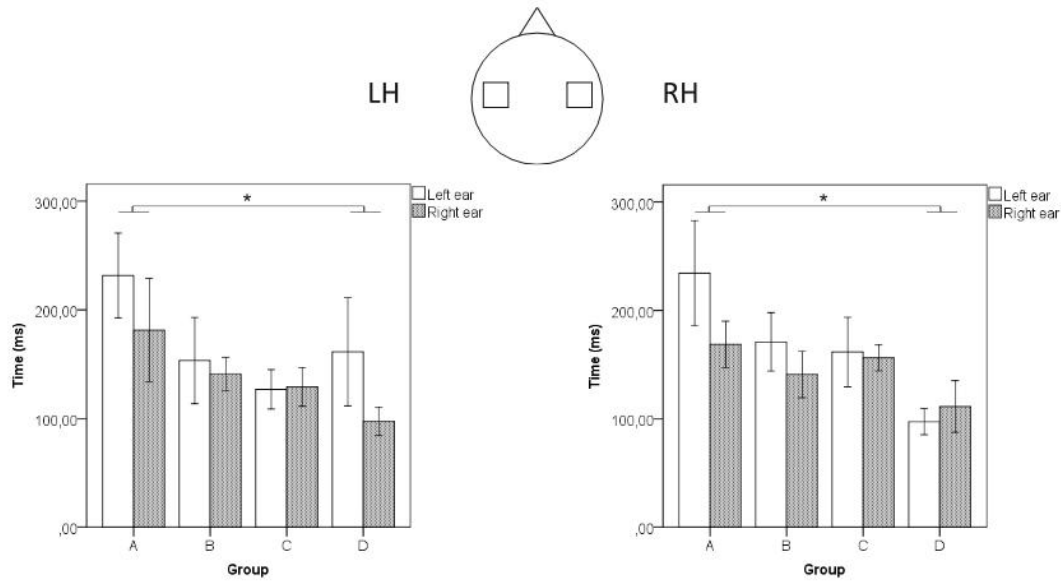 LH
RH
Left ear
Right ear
300,00
200,00
100,00
,00
Time (ms)
*
A
B
C
D
Group
Left ear
Right ear
300,00
200,00
100,00
,00
Time (ms)
*
A
B
C
D
Group